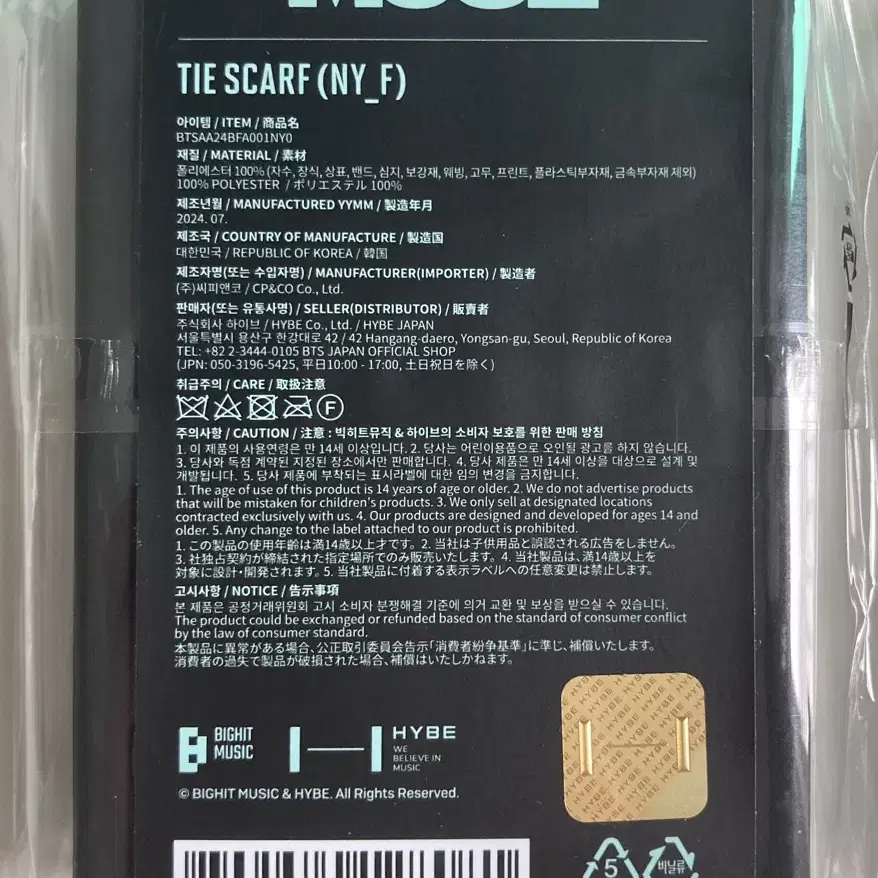 TIE SCARF (NY_F)
아이템 / ITEM / 商品名
BTSAA24BFA001NY0
재질 / MATERIAL / 素材
폴리에스터 100% (자수, 장식, 상표, 밴드, 심지, 보강재, 웨빙, 고무, 프린트, 플라스틱부자재, 금속부자재 제외)
100% POLYESTER / ポリエステル 100%
제조년월 / MANUFACTURED YYMM / 製造年月
2024. 07.
제조국 / COUNTRY OF MANUFACTURE / 製造国
대한민국 / REPUBLIC OF KOREA / 韓国
제조자명(또는 수입자명) / MANUFACTURER(IMPORTER) / 製造者
(주)씨피앤코 / CP&CO Co., Ltd.
판매자(또는 유통사명) / SELLER(DISTRIBUTOR) / 販賣者
주식회사 하이브 / HYBE Co., Ltd. / HYBE JAPAN
서울특별시 용산구 한강대로 42 / 42 Hangang-daero, Yongsan-gu, Seoul, Republic of Korea
TEL: +82 2-3444-0105 BTS JAPAN OFFICIAL SHOP
(JPN: 050-3196-5425, 平日10:00 - 17:00, 土日祝日を除く)
취급주의 / CARE / 取扱注意
F
주의사항 / CAUTION / 注意 : 빅히트뮤직 & 하이브의 소비자 보호를 위한 판매 방침
1. 이 제품의 사용연령은 만 14세 이상입니다. 2. 당사는 어린이용품으로 오인될 광고를 하지 않습니다.
3. 당사와 독점 계약된 지정된 장소에서만 판매합니다. 4. 당사 제품은 만 14세 이상을 대상으로 설계 및
개발됩니다. 5. 당사 제품에 부착되는 표시라벨에 대한 임의 변경을 금지합니다.
1. The age of use of this product is 14 years of age or older. 2. We do not advertise products
that will be mistaken for children's products. 3. We only sell at designated locations
contracted exclusively with us. 4. Our products are designed and developed for ages 14 and
older. 5. Any change to the label attached to our product is prohibited.
1. この製品の使用年齢は満14歳以上才です。 2. 当社は子供用品と誤認される広告をしません。
3. 社独占契約が締結された指定場所でのみ販売いたします。 4. 当社製品は、満14歳以上を
対象に設計・開発されます。 5. 当社製品に付着する表示ラベルへの任意変更は禁止します。
고시사항 / NOTICE / 告示事項
본 제품은 공정거래위원회 고시 소비자 분쟁해결 기준에 의거 교환 및 보상을 받으실 수 있습니다.
The product could be exchanged or refunded based on the standard of consumer conflict
by the law of consumer standard.
本製品に異常がある場合、公正取引委員会告示「消費者紛争基準」に準じ、補償いたします。
消費者の過失で製品が破損された場合、補償はいたしかねます。
BIGHIT
MUSIC
HYBE
WE
BELIEVE IN
MUSIC
© BIGHIT MUSIC & HYBE. All Rights Reserved.
HYBE HYBE HYBE
5
비닐류